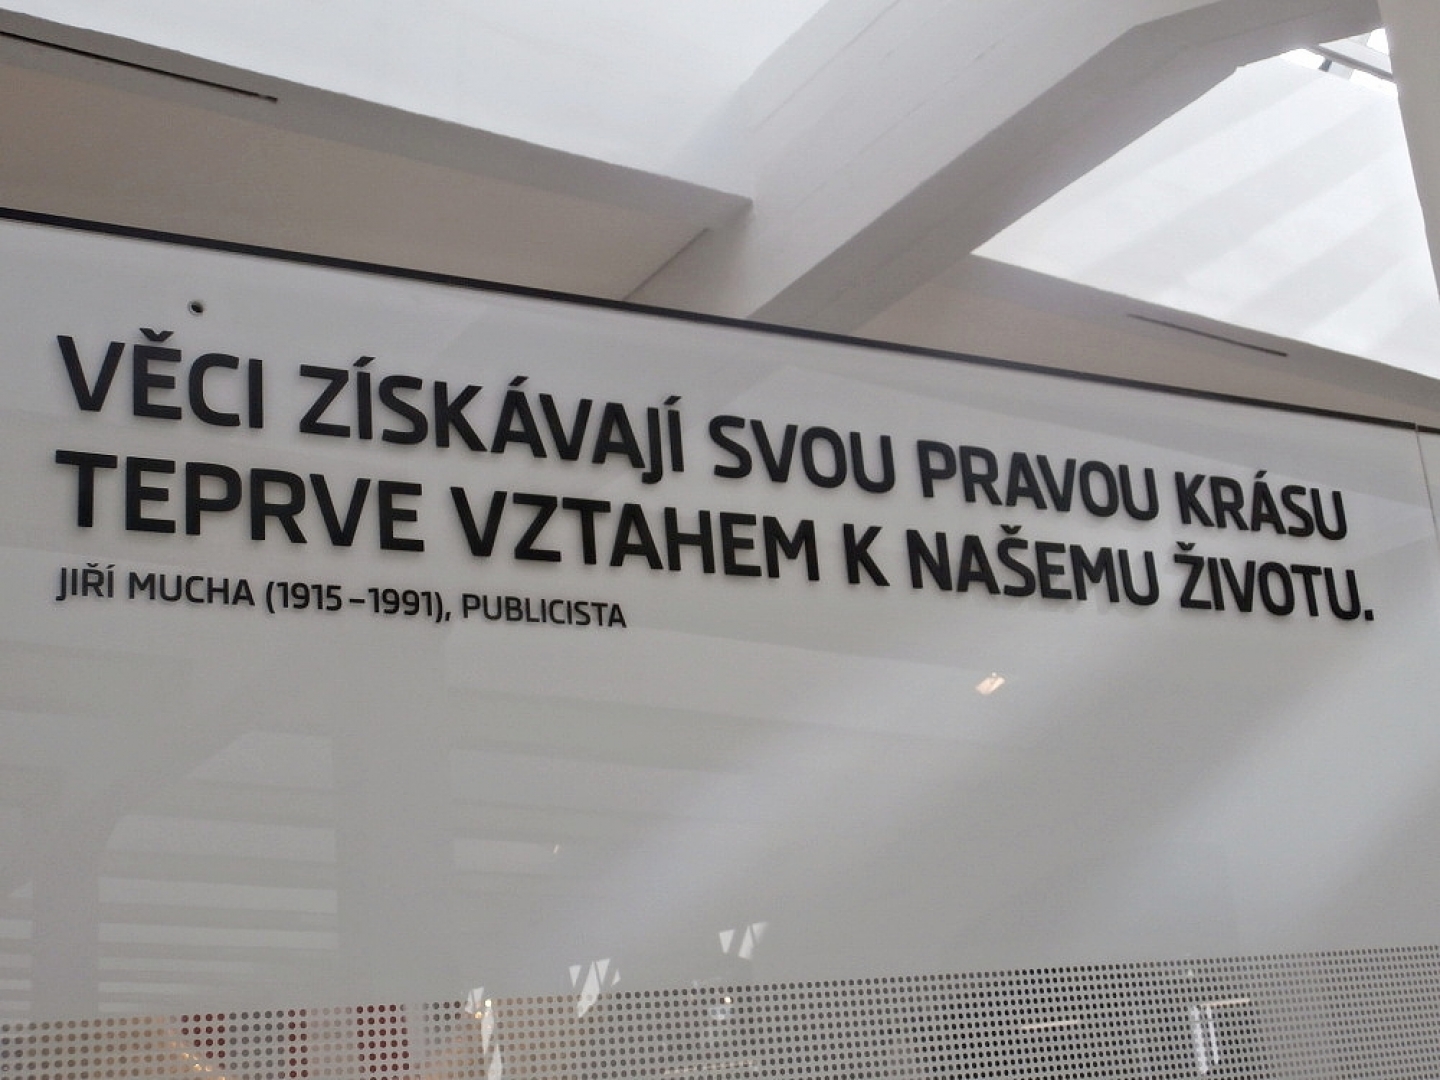 VĚCI ZÍSKÁVAJÍ SVOU PRAVOU KRÁSU
TEPRVE VZTAHEM K NAŠEMU ŽIVOTU.
JIŘÍ MUCHA (1915–1991), PUBLICISTA